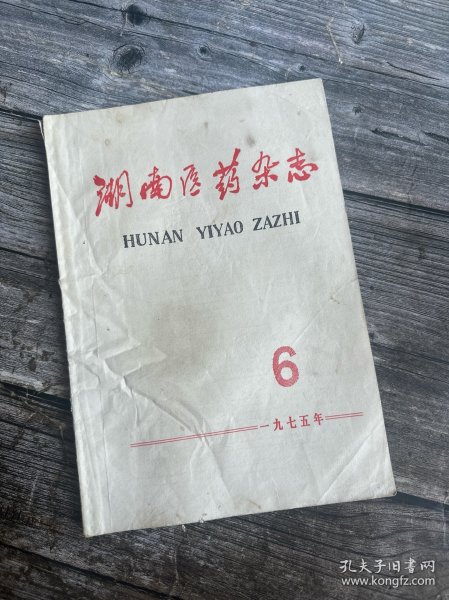 湖南医药杂志
HUNAN YIYAO ZAZHI
6
一九七五年
孔夫子旧书网
www.kongfz.com